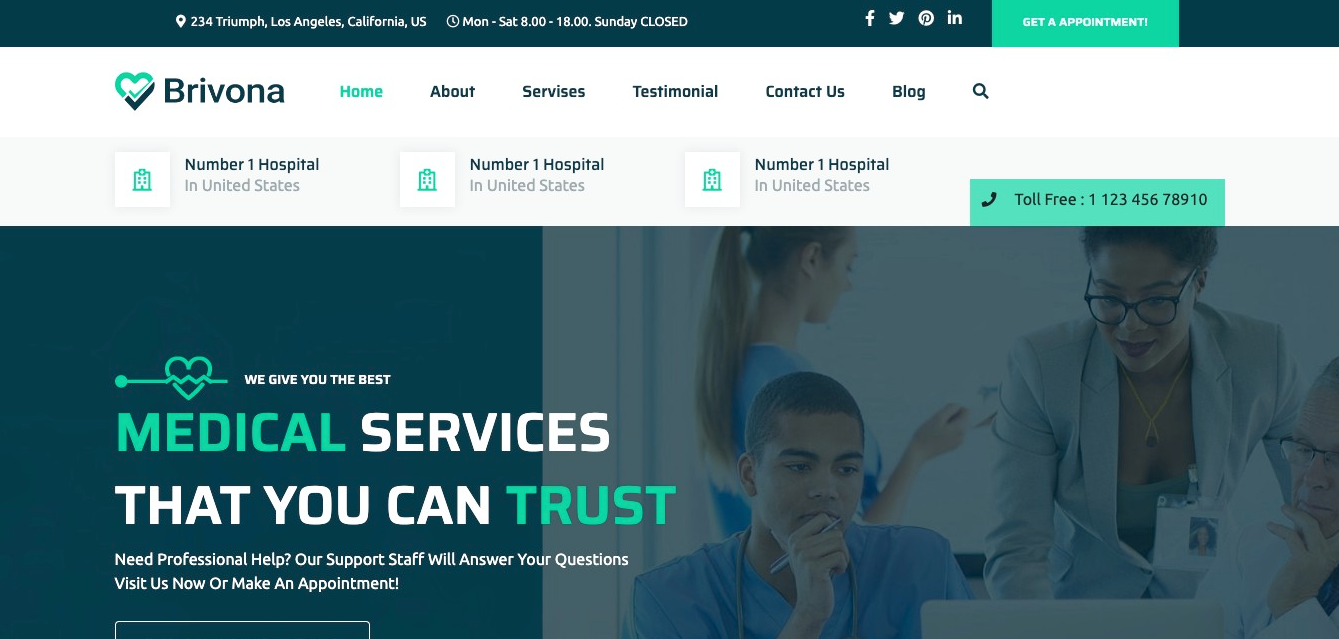 234 Triumph, Los Angeles, California, US
Mon - Sat 8.00 - 18.00. Sunday CLOSED
GET A APPOINTMENT!
Brivona
Home
About
Servises
Testimonial
Contact Us
Blog
Number 1 Hospital
In United States
Number 1 Hospital
In United States
Number 1 Hospital
In United States
Toll Free : 1 123 456 78910
WE GIVE YOU THE BEST
MEDICAL SERVICES
THAT YOU CAN TRUST
Need Professional Help? Our Support Staff Will Answer Your Questions
Visit Us Now Or Make An Appointment!